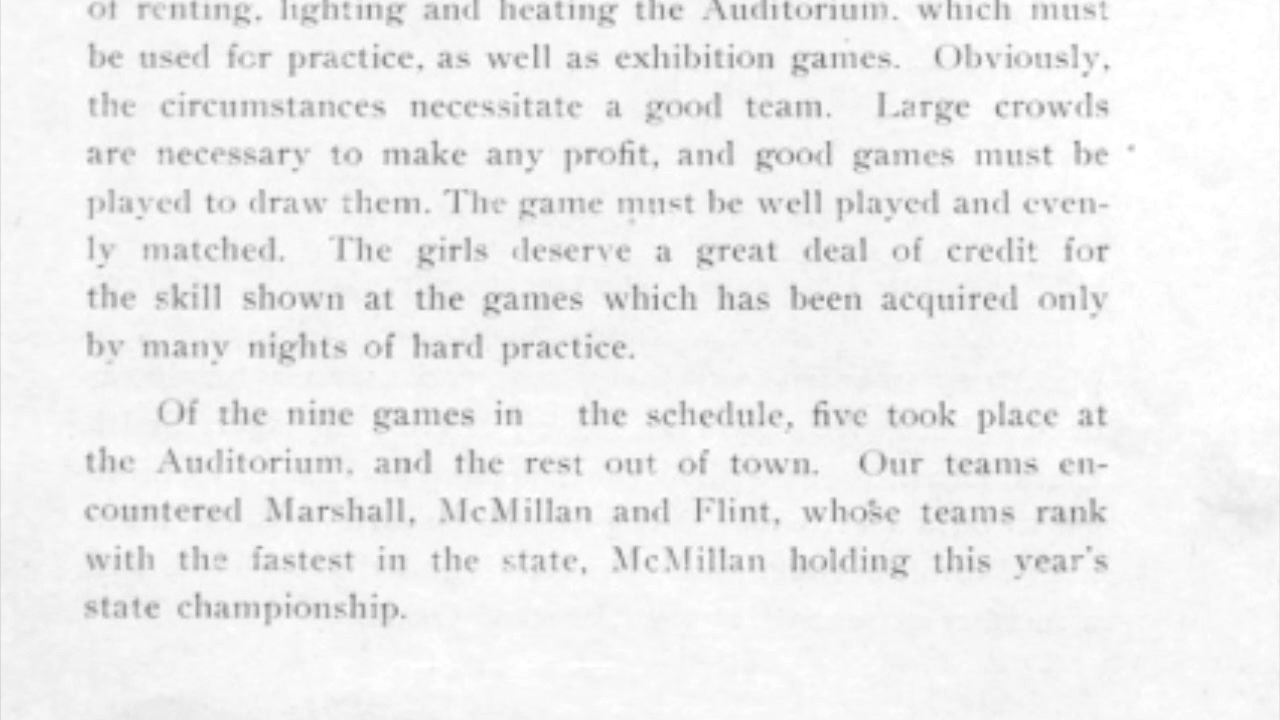 of renting, lighting and heating the Auditorium, which must
be used for practice, as well as exhibition games. Obviously,
the circumstances necessitate a good team. Large crowds
are necessary to make any profit, and good games must be
played to draw them. The game must be well played and even-
ly matched. The girls deserve a great deal of credit for
the skill shown at the games which has been acquired only
by many nights of hard practice.
Of the nine games in the schedule, five took place at
the Auditorium, and the rest out of town. Our teams en-
countered Marshall, McMillan and Flint, whose teams rank
with the fastest in the state, McMillan holding this year's
state championship.